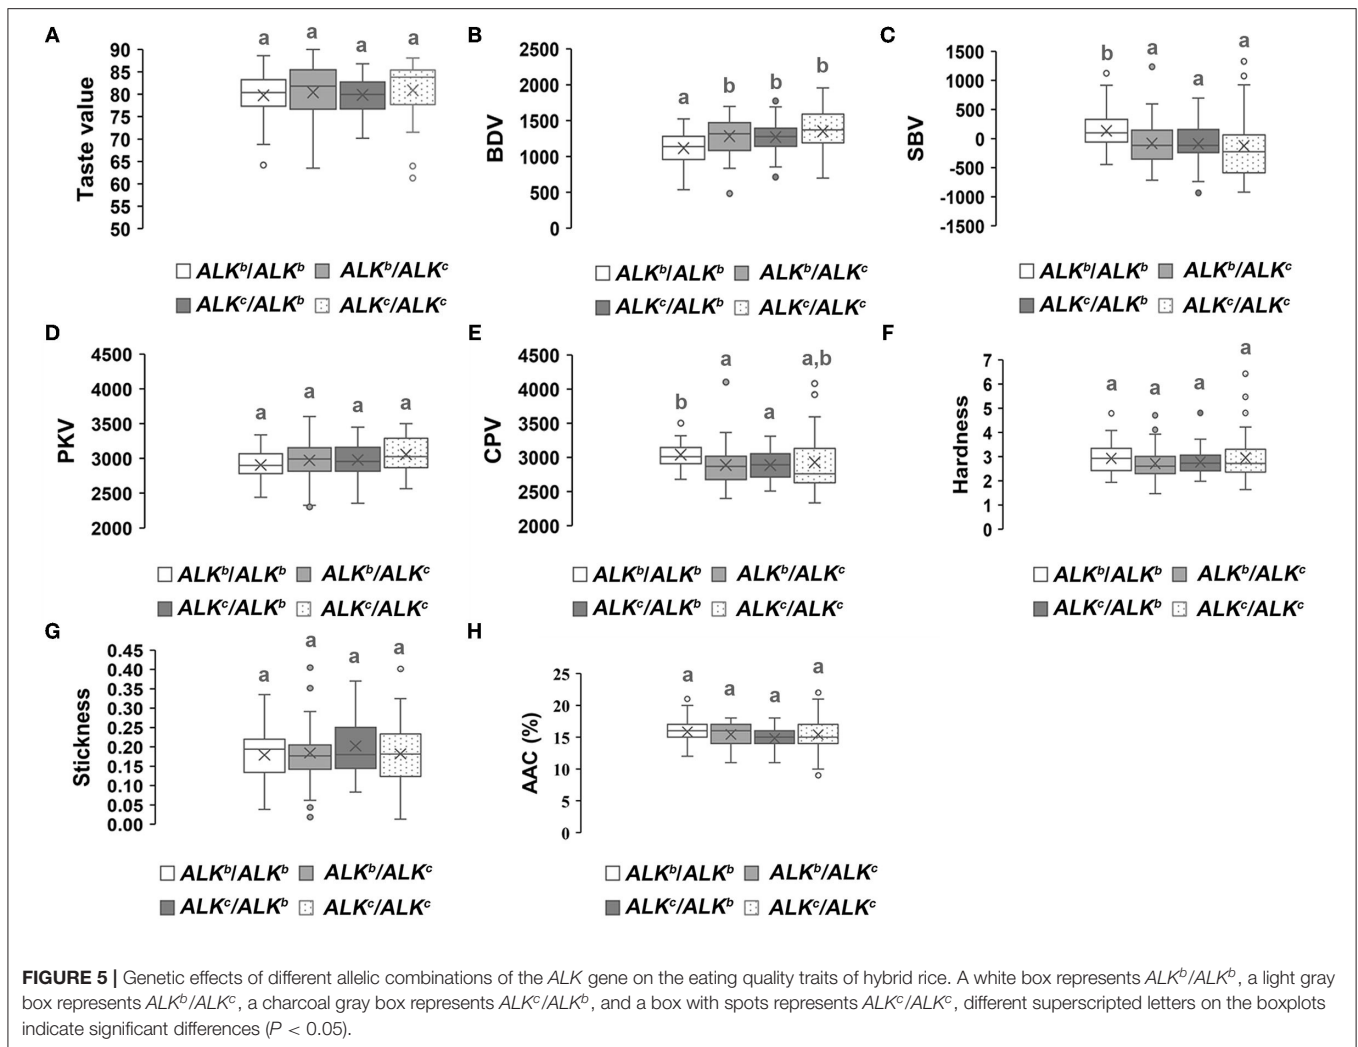 A
Taste value
90
85
80
75
70
65
60
55
50
a a a a
ALKb/ALKb ALKb/ALKc
ALKc/ALKb ALKc/ALKc
B
BDV
2500
2000
1500
1000
500
0
a b b b
ALKb/ALKb ALKb/ALKc
ALKc/ALKb ALKc/ALKc
C
SBV
1500
1000
500
0
-500
-1000
-1500
b a a a
ALKb/ALKb ALKb/ALKc
ALKc/ALKb ALKc/ALKc
D
PKV
4500
4000
3500
3000
2500
2000
a a a a
ALKb/ALKb ALKb/ALKc
ALKc/ALKb ALKc/ALKc
E
CPV
4500
4000
3500
3000
2500
2000
b a a a,b
ALKb/ALKb ALKb/ALKc
ALKc/ALKb ALKc/ALKc
F
Hardness
7
6
5
4
3
2
1
0
a a a a
ALKb/ALKb ALKb/ALKc
ALKc/ALKb ALKc/ALKc
G
Stickness
0.45
0.40
0.35
0.30
0.25
0.20
0.15
0.10
0.05
0.00
a a a a
ALKb/ALKb ALKb/ALKc
ALKc/ALKb ALKc/ALKc
H
AAC (%)
25
20
15
10
5
0
a a a a
ALKb/ALKb ALKb/ALKc
ALKc/ALKb ALKc/ALKc
FIGURE 5 | Genetic effects of different allelic combinations of the ALK gene on the eating quality traits of hybrid rice. A white box represents ALKb/ALKb, a light gray
box represents ALKb/ALKc, a charcoal gray box represents ALKc/ALKb, and a box with spots represents ALKc/ALKc, different superscripted letters on the boxplots
indicate significant differences (P < 0.05).